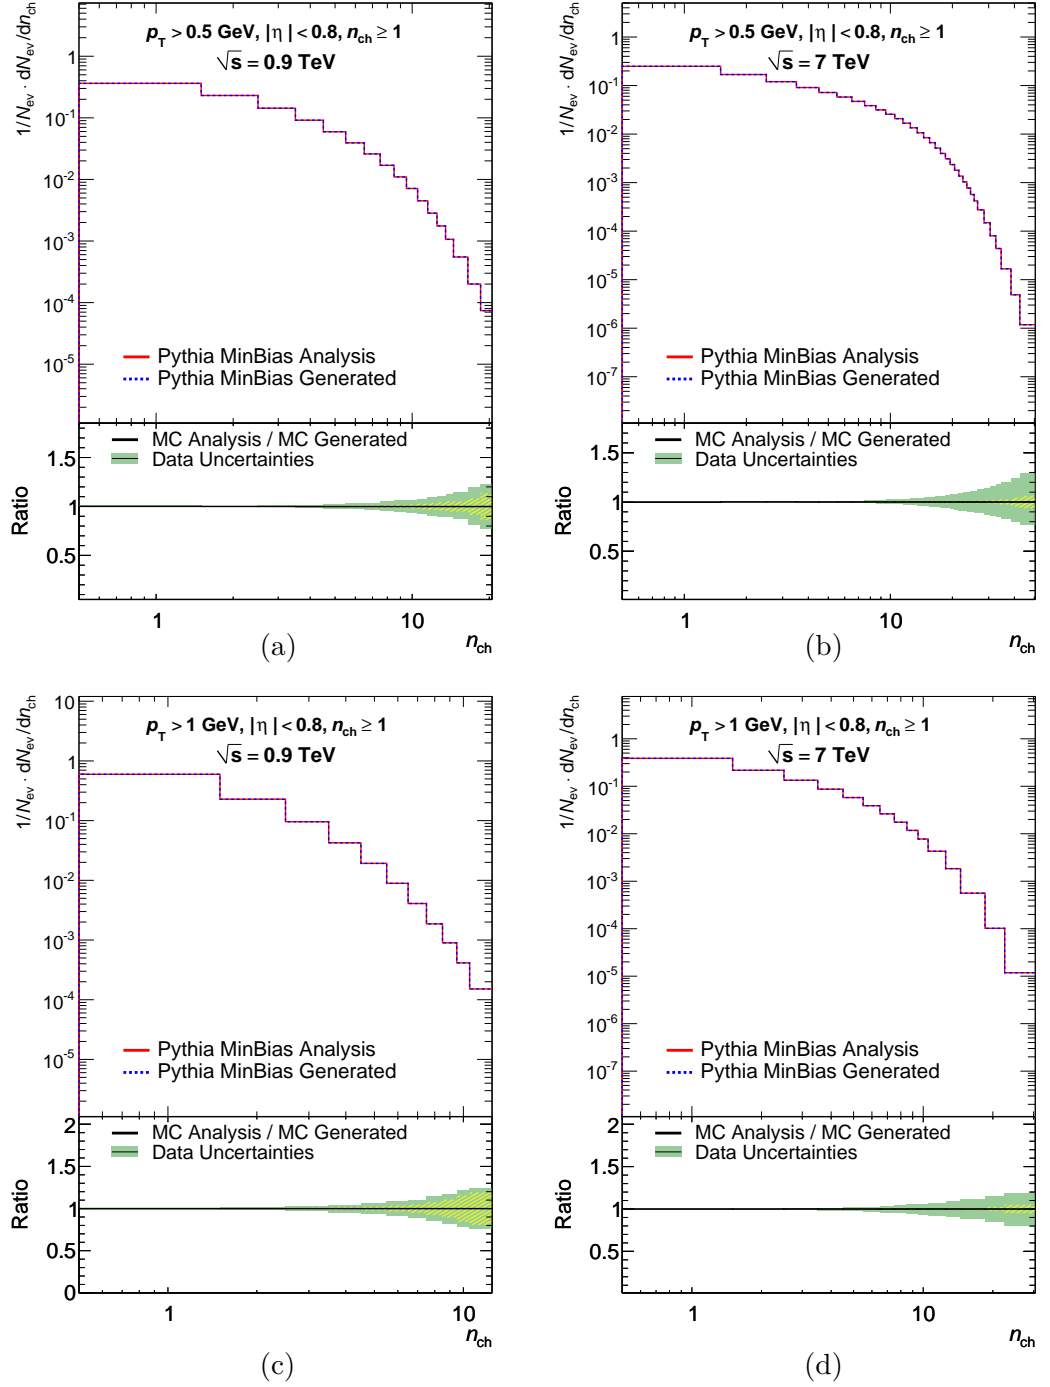 1/N_ev · dN_ev/dn_ch
p_T > 0.5 GeV, |η| < 0.8, n_ch ≥ 1
√s = 0.9 TeV
1
10⁻¹
10⁻²
10⁻³
10⁻⁴
10⁻⁵
Pythia MinBias Analysis
Pythia MinBias Generated
Ratio
MC Analysis / MC Generated
Data Uncertainties
1.5
1
0.5
1 10
n_ch
(a)
1/N_ev · dN_ev/dn_ch
p_T > 0.5 GeV, |η| < 0.8, n_ch ≥ 1
√s = 7 TeV
1
10⁻¹
10⁻²
10⁻³
10⁻⁴
10⁻⁵
10⁻⁶
10⁻⁷
Pythia MinBias Analysis
Pythia MinBias Generated
Ratio
MC Analysis / MC Generated
Data Uncertainties
1.5
1
0.5
1 10
n_ch
(b)
1/N_ev · dN_ev/dn_ch
p_T > 1 GeV, |η| < 0.8, n_ch ≥ 1
√s = 0.9 TeV
10
1
10⁻¹
10⁻²
10⁻³
10⁻⁴
10⁻⁵
Pythia MinBias Analysis
Pythia MinBias Generated
Ratio
MC Analysis / MC Generated
Data Uncertainties
2
1.5
1
0.5
0
1 10
n_ch
(c)
1/N_ev · dN_ev/dn_ch
p_T > 1 GeV, |η| < 0.8, n_ch ≥ 1
√s = 7 TeV
1
10⁻¹
10⁻²
10⁻³
10⁻⁴
10⁻⁵
10⁻⁶
10⁻⁷
Pythia MinBias Analysis
Pythia MinBias Generated
Ratio
MC Analysis / MC Generated
Data Uncertainties
2
1.5
1
0.5
1 10
n_ch
(d)